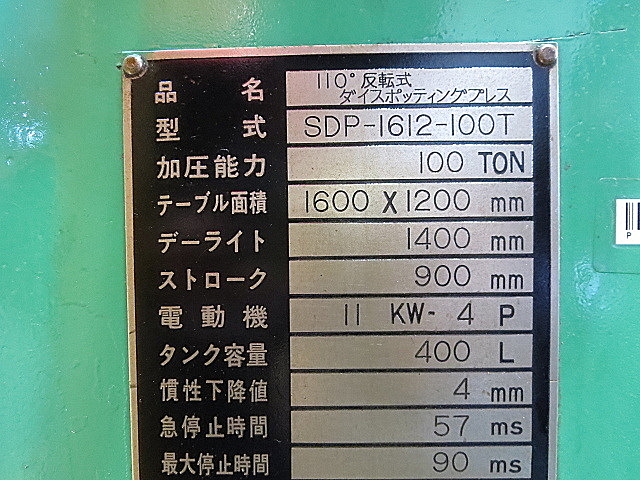 品名 110°反転式
ダイスポッティングプレス
型式 SDP-1612-100T
加圧能力 100 TON
テーブル面積 1600 X 1200 mm
デーライト 1400 mm
ストローク 900 mm
電動機 11 KW- 4 P
タンク容量 400 L
慣性下降値 4 mm
急停止時間 57 ms
最大停止時間 90 ms
P